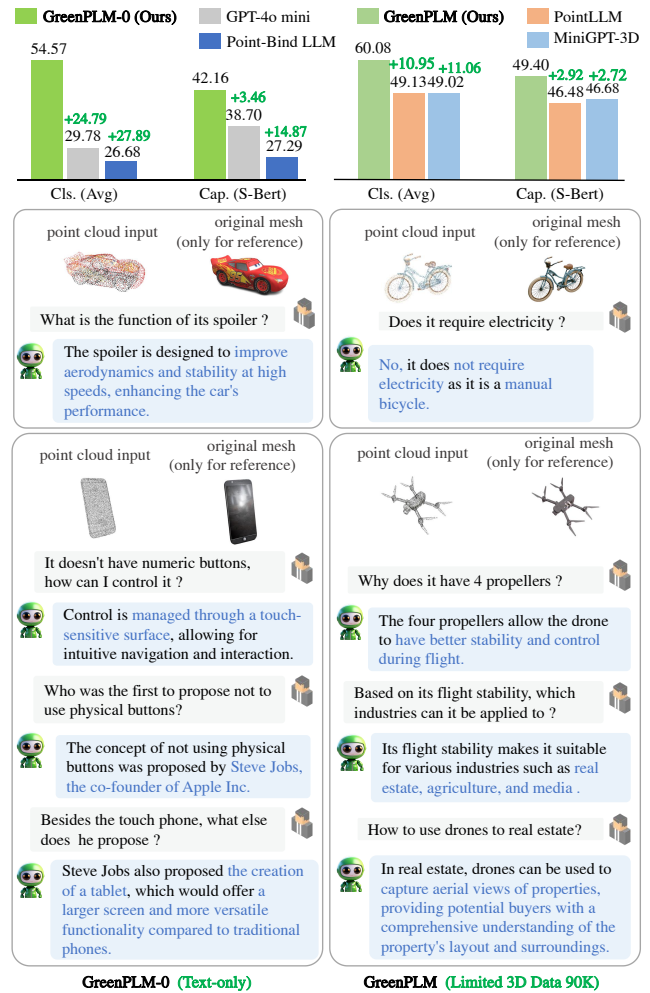 GreenPLM-0 (Ours)
GPT-4o mini
Point-Bind LLM
54.57
+24.79
29.78
+27.89
26.68
42.16
+3.46
38.70
+14.87
27.29
Cls. (Avg)
Cap. (S-Bert)
GreenPLM (Ours)
PointLLM
MiniGPT-3D
60.08
+10.95
+11.06
49.13
49.02
49.40
+2.92
+2.72
46.48
46.68
Cls. (Avg)
Cap. (S-Bert)
point cloud input
original mesh
(only for reference)
What is the function of its spoiler ?
The spoiler is designed to improve
aerodynamics and stability at high
speeds, enhancing the car's
performance.
point cloud input
original mesh
(only for reference)
Does it require electricity ?
No, it does not require
electricity as it is a manual
bicycle.
point cloud input
original mesh
(only for reference)
It doesn't have numeric buttons,
how can I control it ?
Control is managed through a touch-
sensitive surface, allowing for
intuitive navigation and interaction.
Who was the first to propose not to
use physical buttons?
The concept of not using physical
buttons was proposed by Steve Jobs,
the co-founder of Apple Inc.
Besides the touch phone, what else
does he propose ?
Steve Jobs also proposed the creation
of a tablet, which would offer a
larger screen and more versatile
functionality compared to traditional
phones.
point cloud input
original mesh
(only for reference)
Why does it have 4 propellers ?
The four propellers allow the drone
to have better stability and control
during flight.
Based on its flight stability, which
industries can it be applied to ?
Its flight stability makes it suitable
for various industries such as real
estate, agriculture, and media .
How to use drones to real estate?
In real estate, drones can be used to
capture aerial views of properties,
providing potential buyers with a
comprehensive understanding of the
property's layout and surroundings.
GreenPLM-0 (Text-only)
GreenPLM (Limited 3D Data 90K)